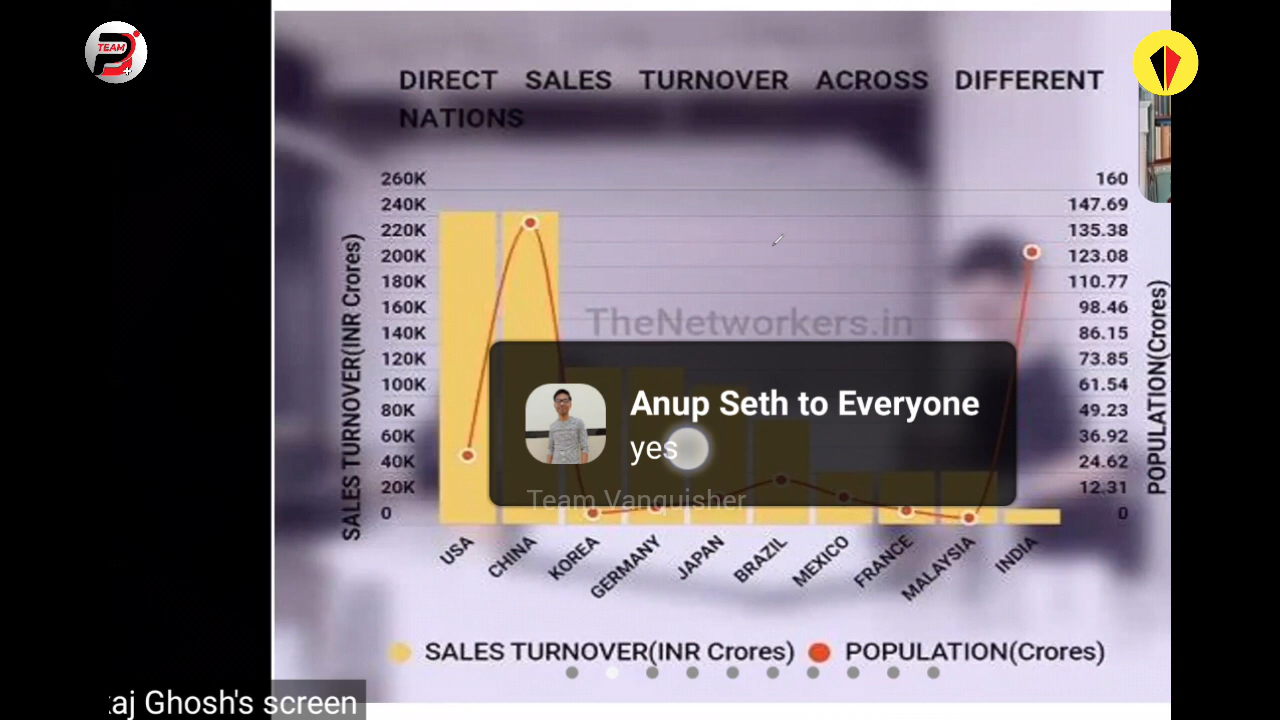 TEAM
DIRECT SALES TURNOVER ACROSS DIFFERENT
NATIONS
SALES TURNOVER(INR Crores)
260K
240K
220K
200K
180K
160K
140K
120K
100K
80K
60K
40K
20K
0
160
147.69
135.38
123.08
110.77
98.46
86.15
73.85
61.54
49.23
36.92
24.62
12.31
0
POPULATION(Crores)
TheNetworkers.in
Anup Seth to Everyone
yes
Team Vanquisher
USA
CHINA
KOREA
GERMANY
JAPAN
BRAZIL
MEXICO
FRANCE
MALAYSIA
INDIA
SALES TURNOVER(INR Crores)
POPULATION(Crores)
aj Ghosh's screen